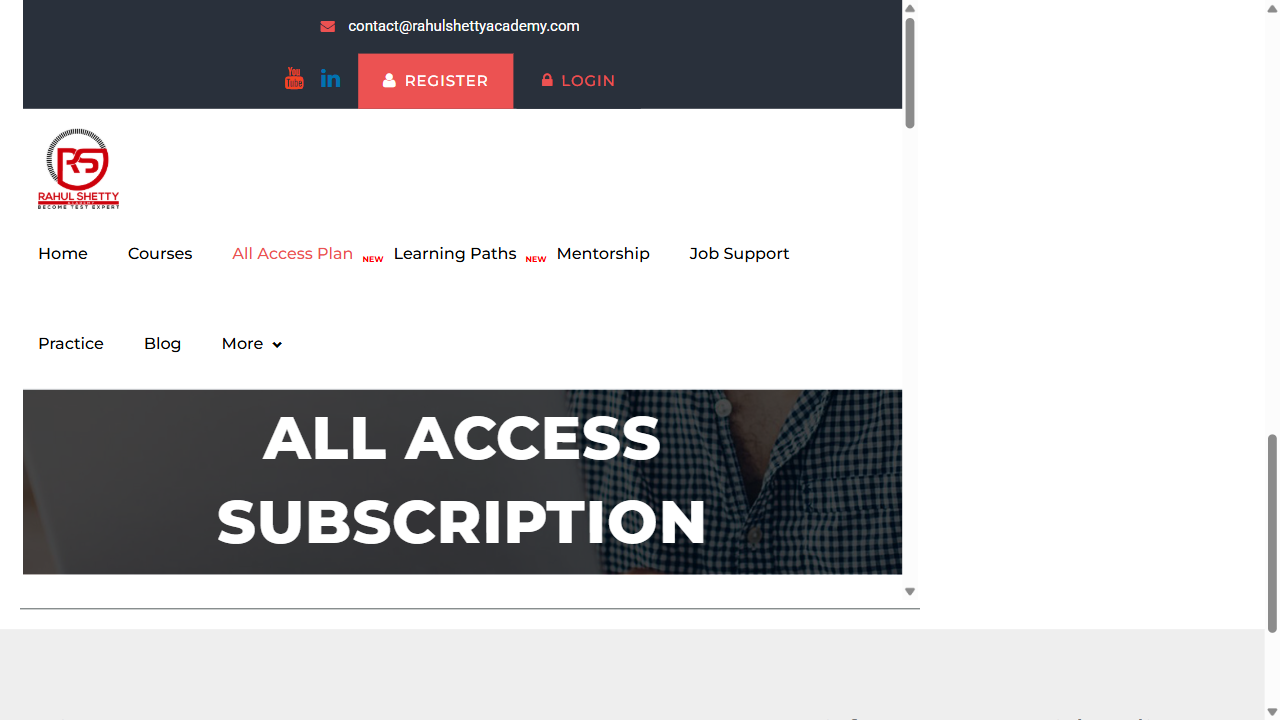 contact@rahulshettyacademy.com
You
Tube
in
REGISTER
LOGIN
RS
RAHUL SHETTY
ACADEMY
BECOME TEST EXPERT
Home
Courses
All Access Plan
NEW
Learning Paths
NEW
Mentorship
Job Support
Practice
Blog
More
ALL ACCESS
SUBSCRIPTION